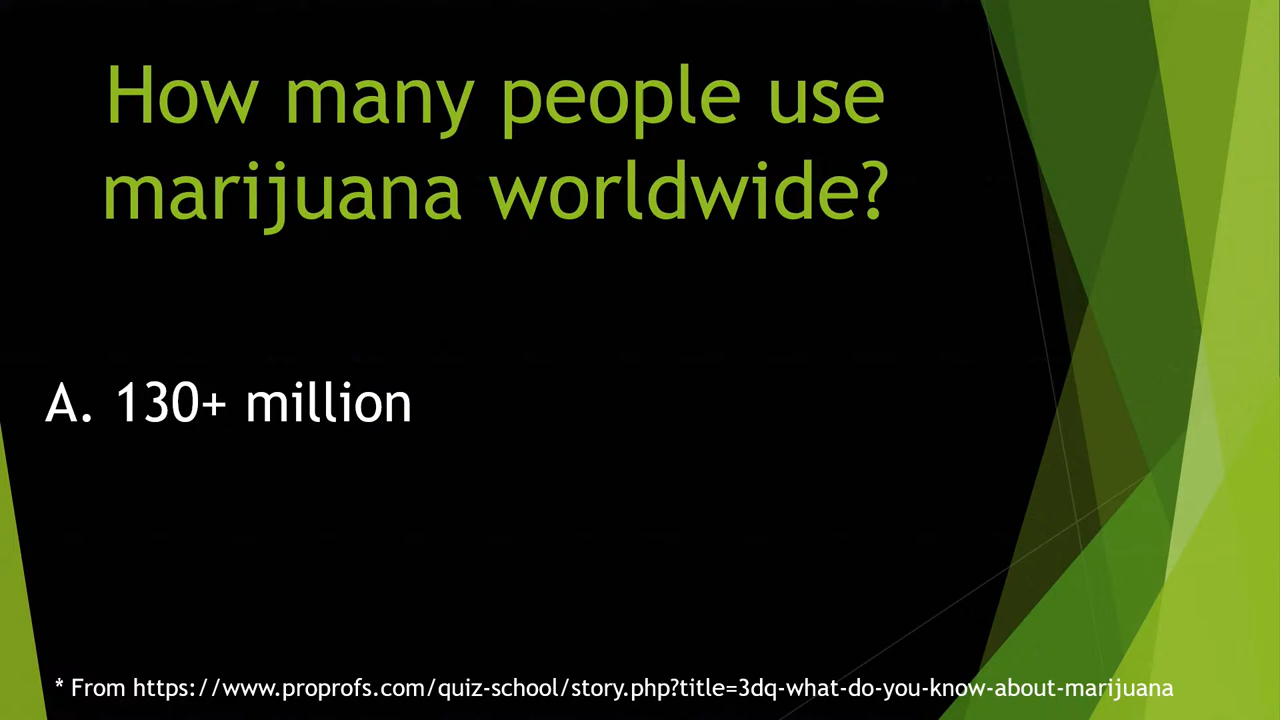 How many people use
marijuana worldwide?
A. 130+ million
* From https://www.proprofs.com/quiz-school/story.php?title=3dq-what-do-you-know-about-marijuana